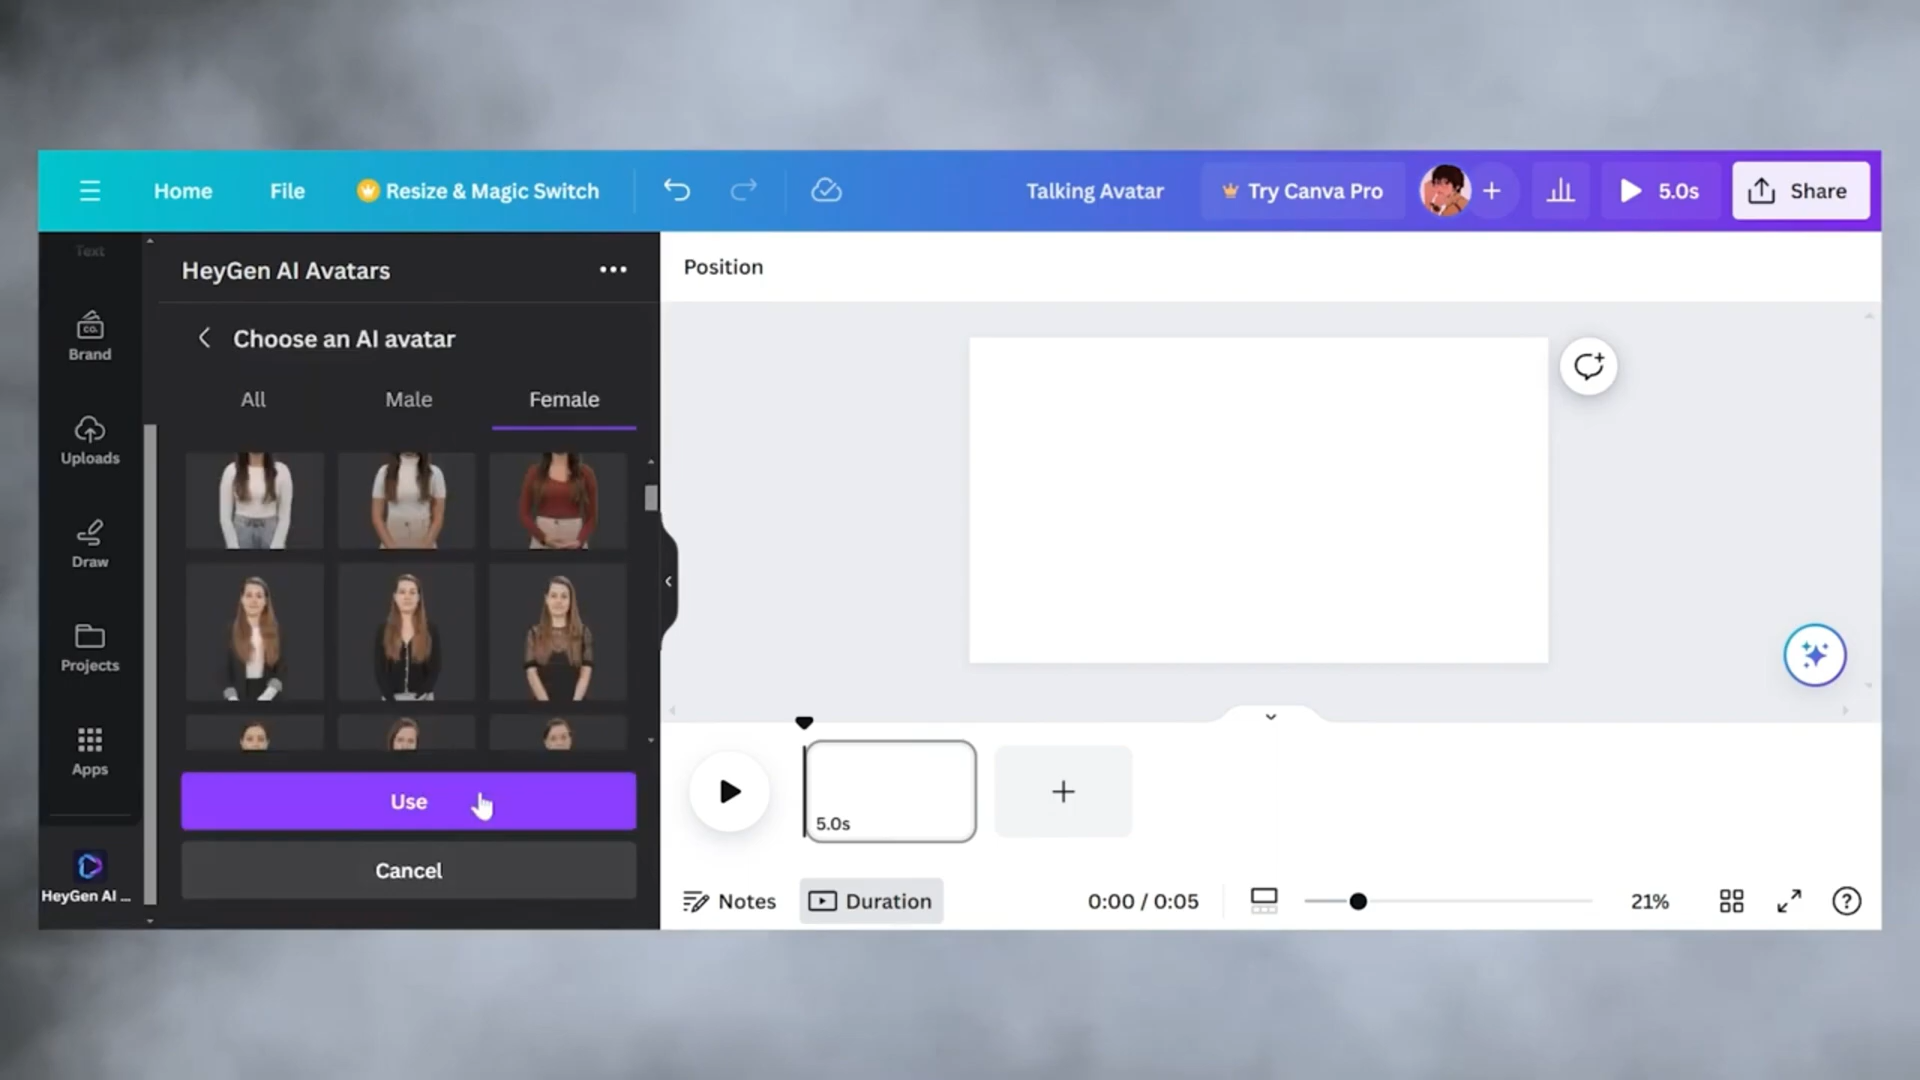 Home File Resize & Magic Switch Talking Avatar Try Canva Pro 5.0s Share
Text
Brand
Uploads
Draw
Projects
Apps
HeyGen AI ...
HeyGen AI Avatars
Choose an AI avatar
All Male Female
Use
Cancel
Position
5.0s
Notes Duration 0:00 / 0:05 21%